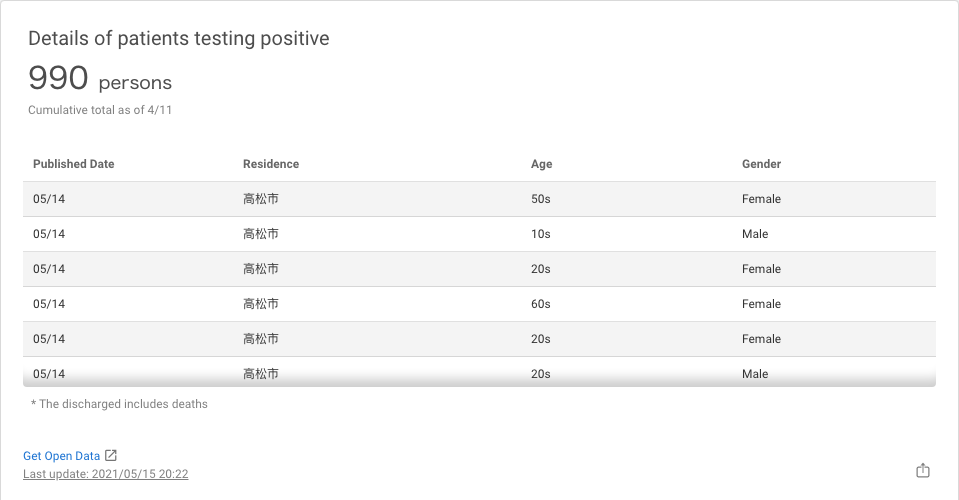 Details of patients testing positive
990 persons
Cumulative total as of 4/11
Published Date Residence Age Gender
05/14 高松市 50s Female
05/14 高松市 10s Male
05/14 高松市 20s Female
05/14 高松市 60s Female
05/14 高松市 20s Female
05/14 高松市 20s Male
* The discharged includes deaths
Get Open Data
Last update: 2021/05/15 20:22